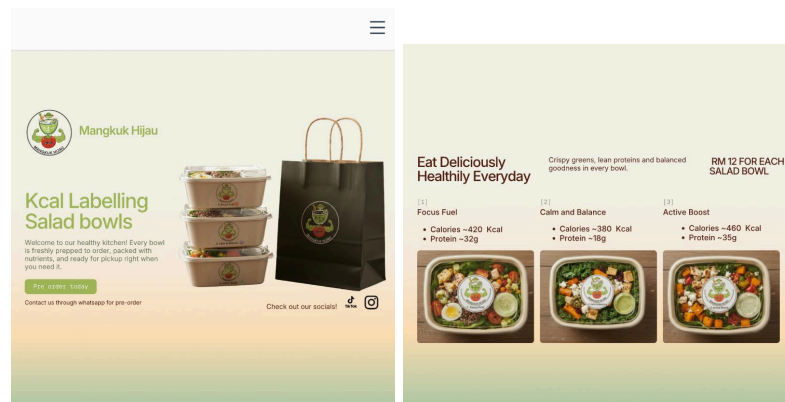 MANGKUK HIJAU
Mangkuk Hijau
Kcal Labelling
Salad bowls
Welcome to our healthy kitchen! Every bowl
is freshly prepped to order, packed with
nutrients, and ready for pickup right when
you need it.
Pre order today
Contact us through whatsapp for pre-order
Check out our socials!
TikTok
Eat Deliciously
Healthily Everyday
Crispy greens, lean proteins and balanced
goodness in every bowl.
RM 12 FOR EACH
SALAD BOWL
[1]
Focus Fuel
• Calories ~420 Kcal
• Protein ~32g
[2]
Calm and Balance
• Calories ~380 Kcal
• Protein ~18g
[3]
Active Boost
• Calories ~460 Kcal
• Protein ~35g